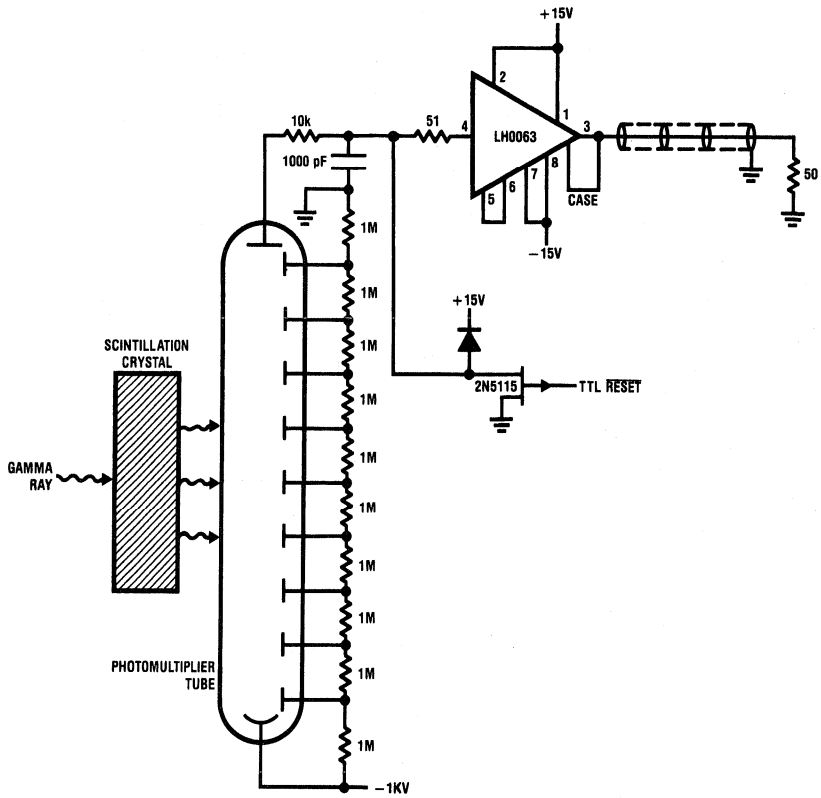 +15V
2
1
10k
51
4
LH0063
3
1000 pF
8
7
6
5
CASE
50
−15V
1M
1M
+15V
SCINTILLATION
CRYSTAL
1M
2N5115
TTL RESET
1M
1M
GAMMA
RAY
1M
1M
1M
PHOTOMULTIPLIER
TUBE
1M
1M
−1KV